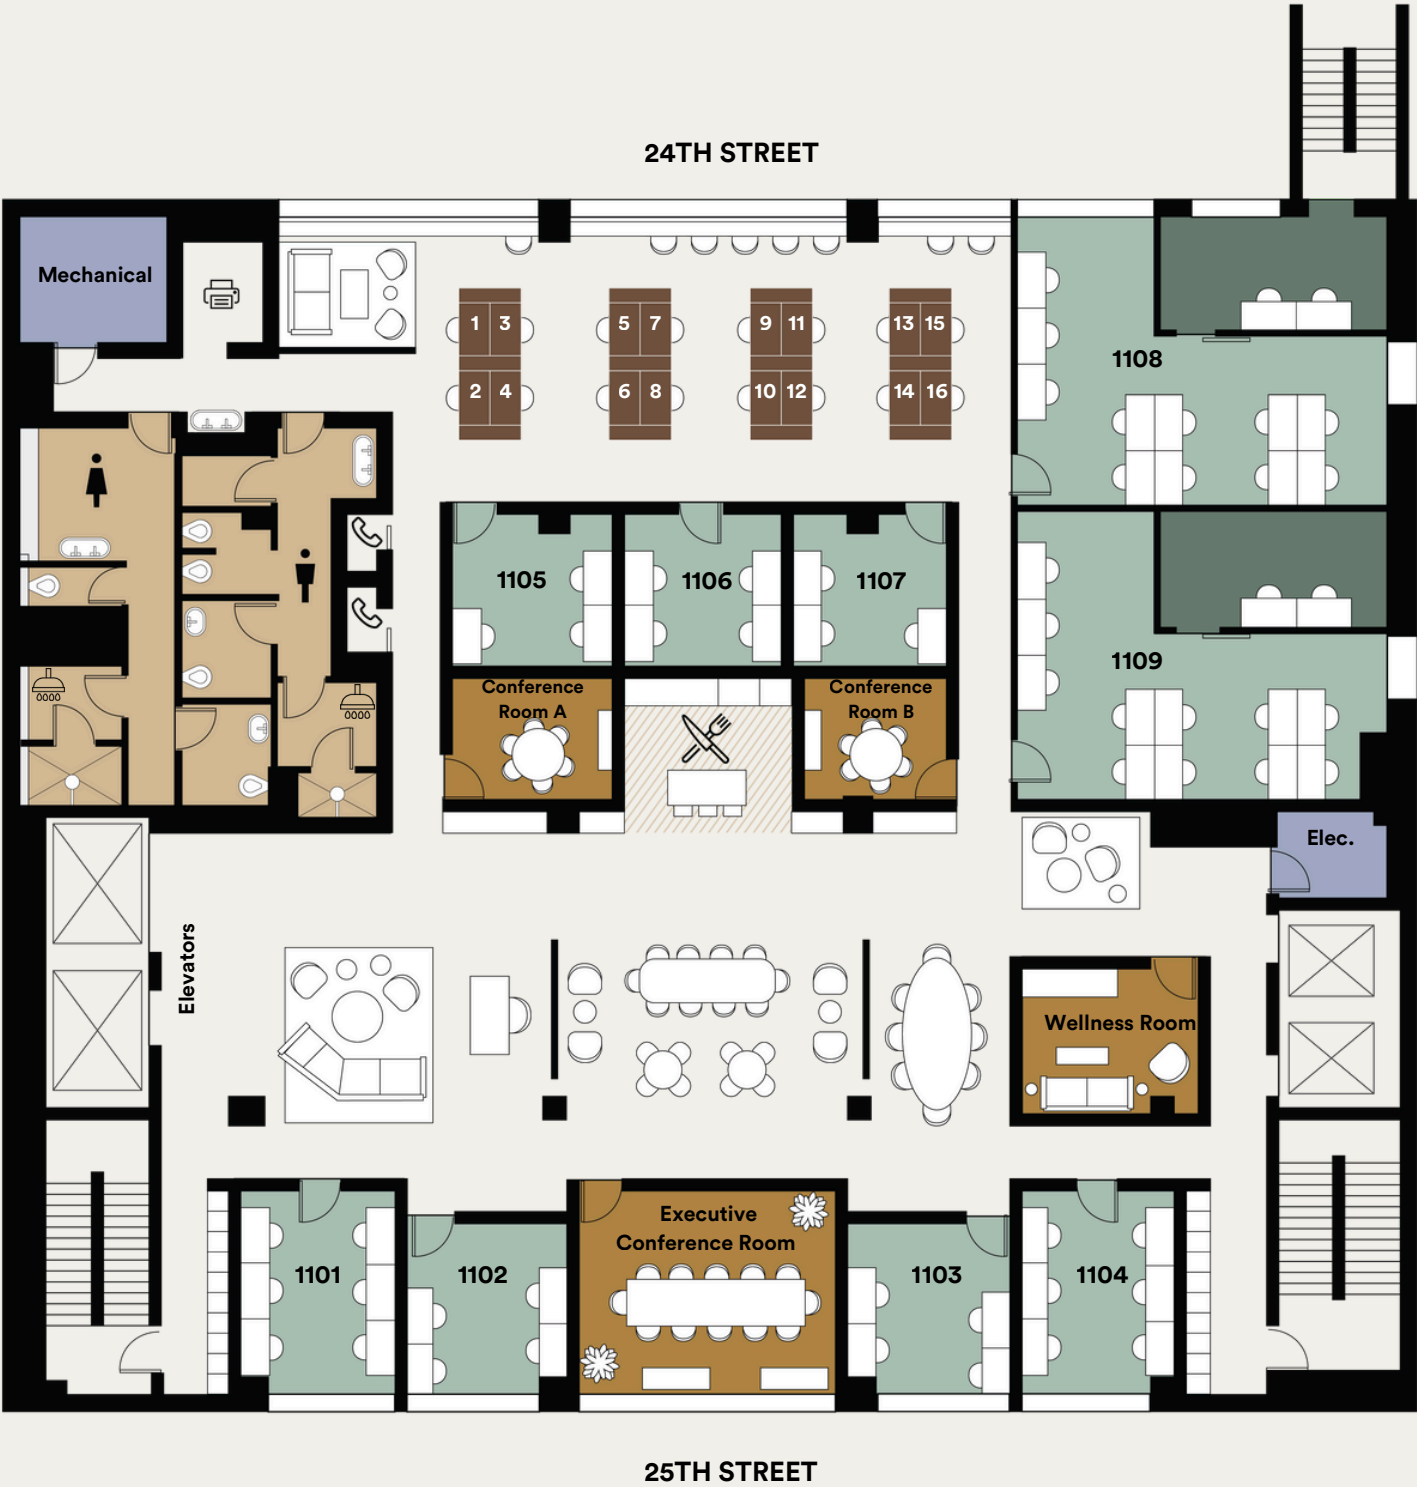 24TH STREET
Mechanical
1 3
5 7
9 11
13 15
2 4
6 8
10 12
14 16
1108
1105
1106
1107
1109
Conference
Room A
Conference
Room B
Elec.
Elevators
Wellness Room
Executive
Conference Room
1101
1102
1103
1104
25TH STREET